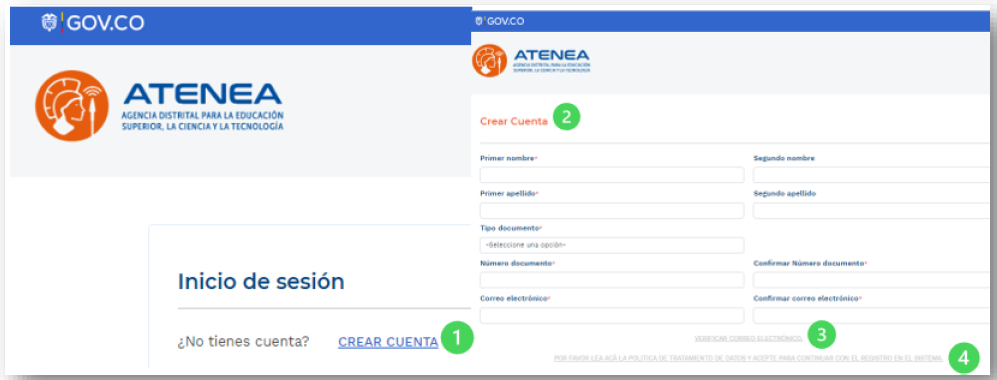 GOV.CO
ATENEA
AGENCIA DISTRITAL PARA LA EDUCACIÓN
SUPERIOR, LA CIENCIA Y LA TECNOLOGÍA
Inicio de sesión
¿No tienes cuenta? CREAR CUENTA 1
GOV.CO
ATENEA
AGENCIA DISTRITAL PARA LA EDUCACIÓN
SUPERIOR, LA CIENCIA Y LA TECNOLOGÍA
Crear Cuenta 2
Primer nombre* Segundo nombre
Primer apellido* Segundo apellido
Tipo documento*
-Seleccione una opción-
Número documento* Confirmar Número documento*
Correo electrónico* Confirmar correo electrónico*
VERIFICAR CORREO ELECTRÓNICO. 3
POR FAVOR LEA ACÁ LA POLITICA DE TRATAMIENTO DE DATOS Y ACEPTE PARA CONTINUAR CON EL REGISTRO EN EL SISTEMA. 4